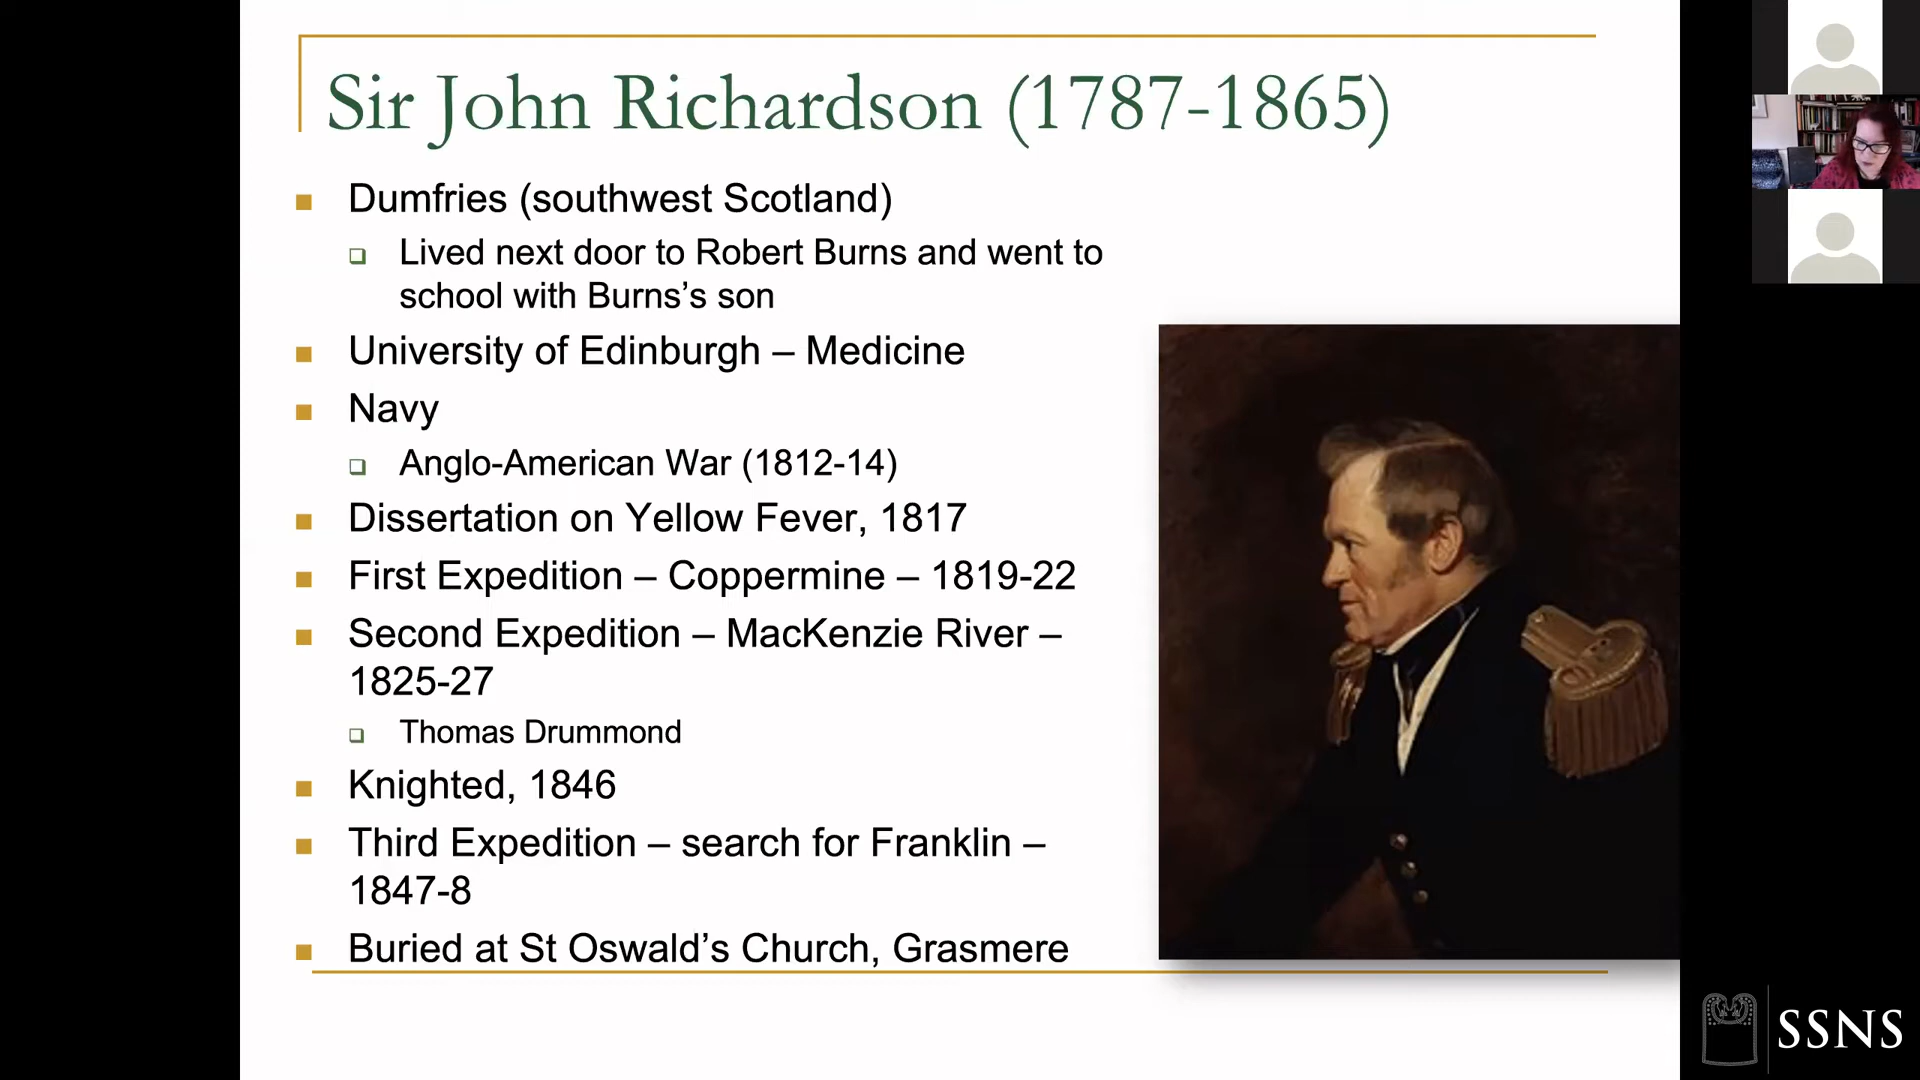 Sir John Richardson (1787-1865)
Dumfries (southwest Scotland)
Lived next door to Robert Burns and went to
school with Burns’s son
University of Edinburgh – Medicine
Navy
Anglo-American War (1812-14)
Dissertation on Yellow Fever, 1817
First Expedition – Coppermine – 1819-22
Second Expedition – MacKenzie River –
1825-27
Thomas Drummond
Knighted, 1846
Third Expedition – search for Franklin –
1847-8
Buried at St Oswald’s Church, Grasmere
SSNS